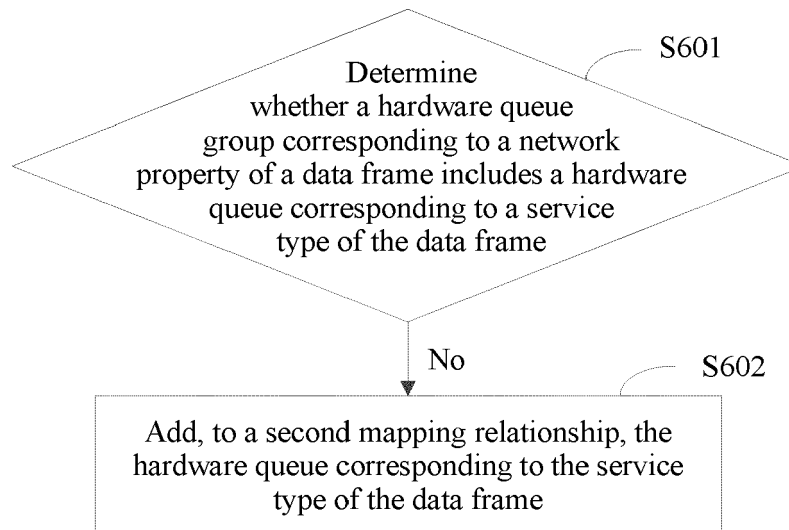 S601
Determine
whether a hardware queue
group corresponding to a network
property of a data frame includes a hardware
queue corresponding to a service
type of the data frame
No
S602
Add, to a second mapping relationship, the
hardware queue corresponding to the service
type of the data frame